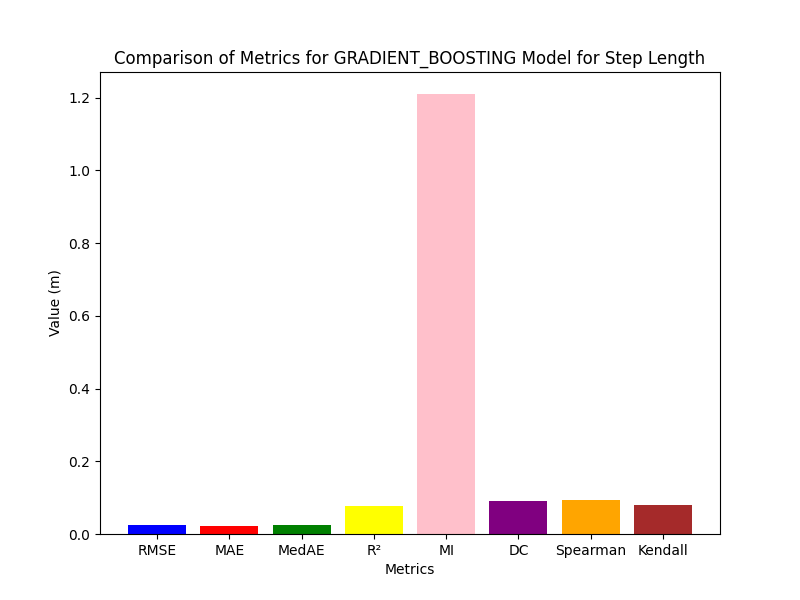 Comparison of Metrics for GRADIENT_BOOSTING Model for Step Length
Value (m)
1.2
1.0
0.8
0.6
0.4
0.2
0.0
RMSE MAE MedAE R² MI DC Spearman Kendall
Metrics